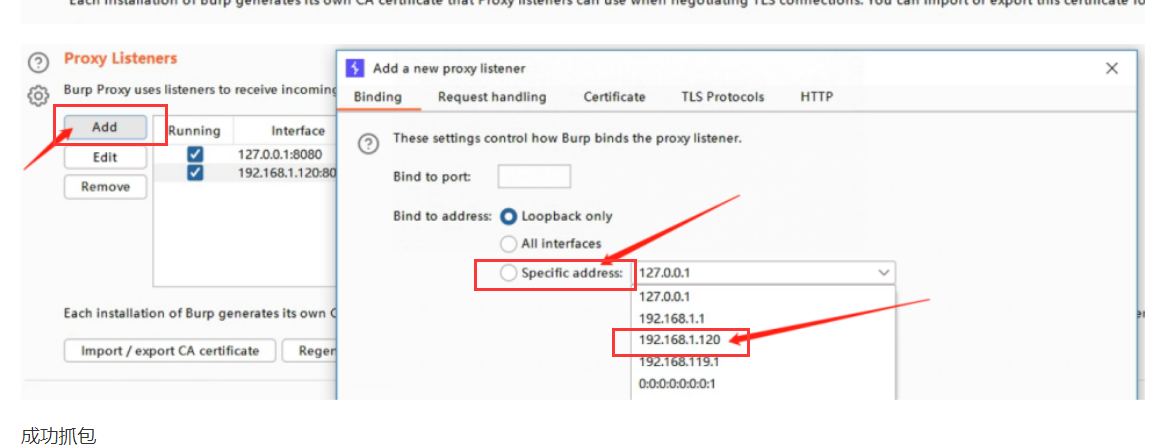 Each installation of Burp generates its own CA certificate that Proxy listeners can use when negotiating TLS connections. You can import or export this certificate fo
Proxy Listeners
Burp Proxy uses listeners to receive incoming
Add
Edit
Remove
Running Interface
127.0.0.1:8080
192.168.1.120:80
Each installation of Burp generates its own
Import / export CA certificate
Regen
Add a new proxy listener
Binding Request handling Certificate TLS Protocols HTTP
These settings control how Burp binds the proxy listener.
Bind to port:
Bind to address: Loopback only
All interfaces
Specific address: 127.0.0.1
127.0.0.1
192.168.1.1
192.168.1.120
192.168.119.1
0:0:0:0:0:0:0:1
成功抓包